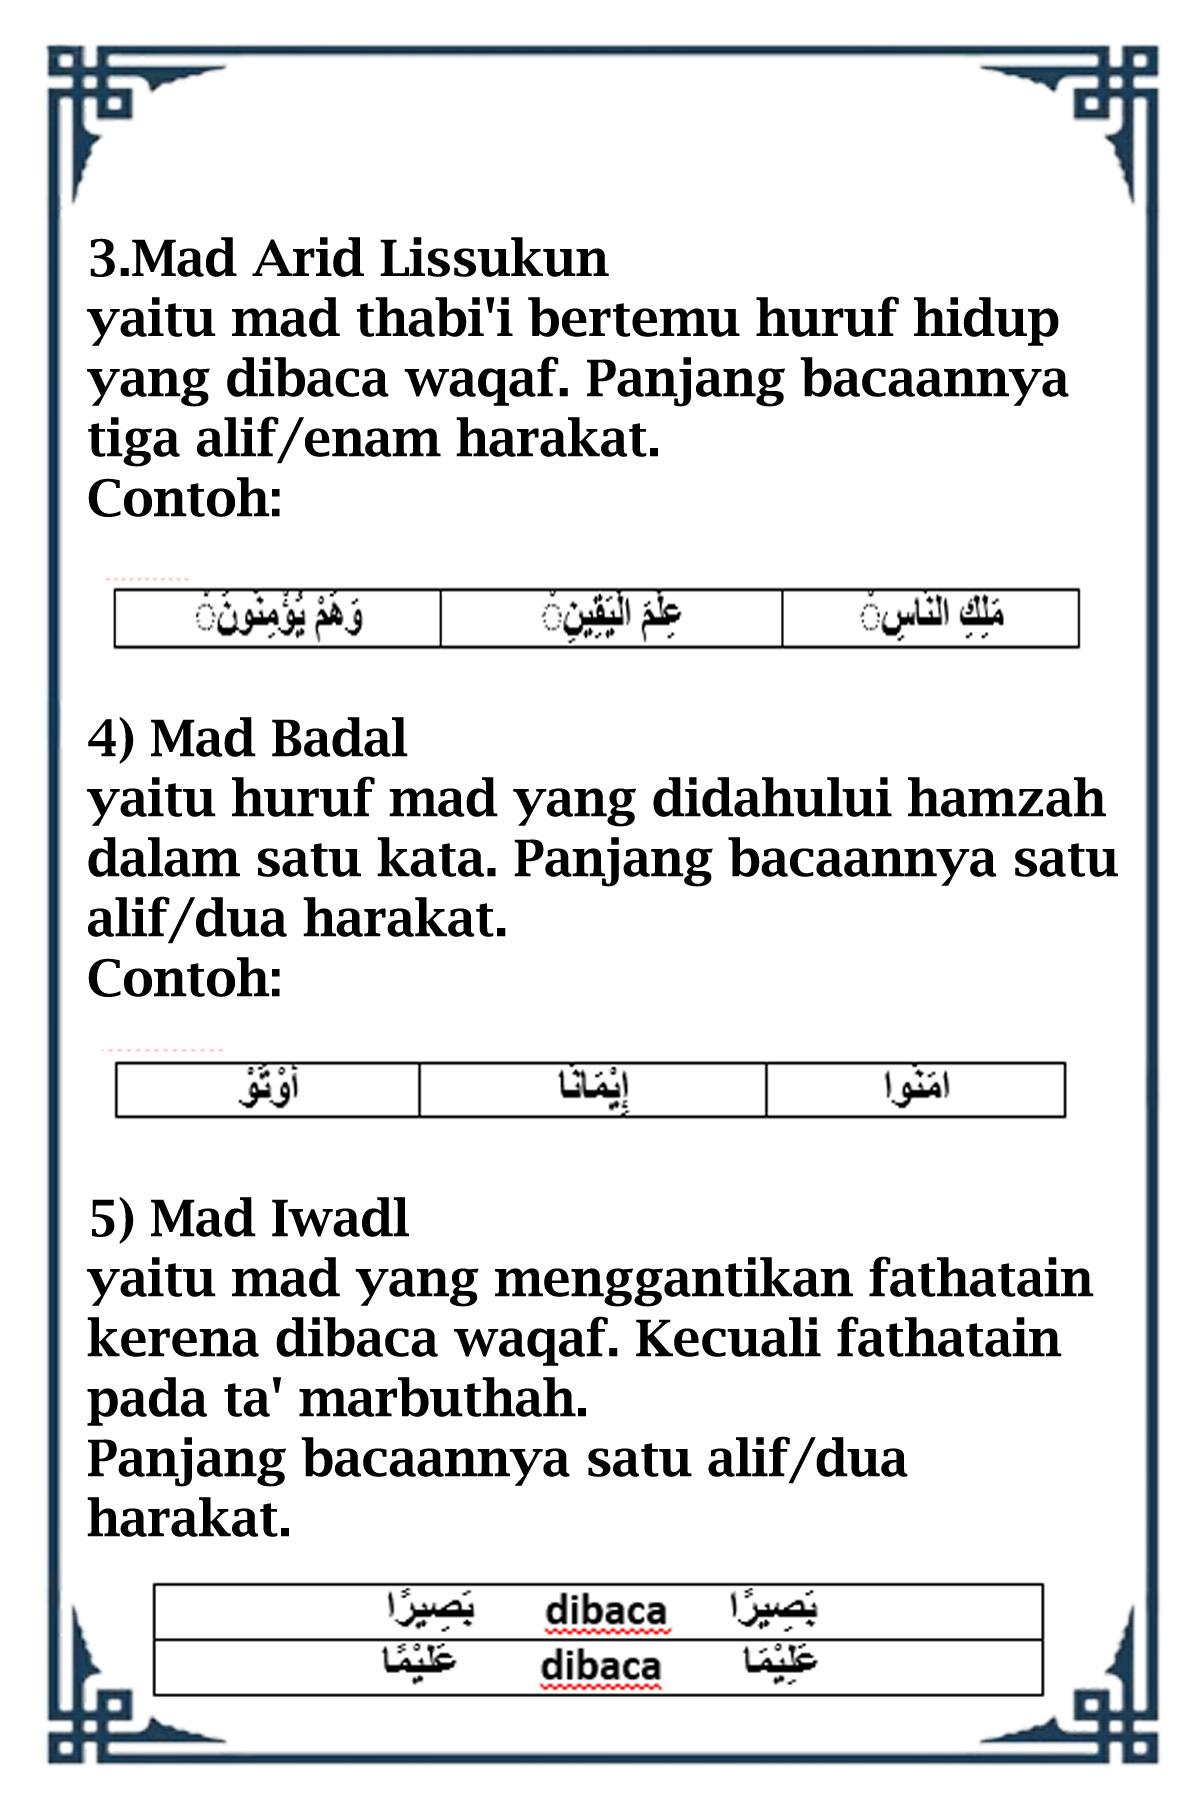 3.Mad Arid Lissukun
yaitu mad thabi'i bertemu huruf hidup
yang dibaca waqaf. Panjang bacaannya
tiga alif/enam harakat.
Contoh:
مَلِكِ النَّاسِ ْ عِلْمَ الْيَقِينِ ْ وَهُمْ يُؤْمِنُونَ ْ
4) Mad Badal
yaitu huruf mad yang didahului hamzah
dalam satu kata. Panjang bacaannya satu
alif/dua harakat.
Contoh:
امَنُوا إِيْمَانًا أُوْتُوْ
5) Mad Iwadl
yaitu mad yang menggantikan fathatain
kerena dibaca waqaf. Kecuali fathatain
pada ta' marbuthah.
Panjang bacaannya satu alif/dua
harakat.
بَصِيرًا dibaca بَصِيرًا
عَلِيْمَا dibaca عَلَيْمًا